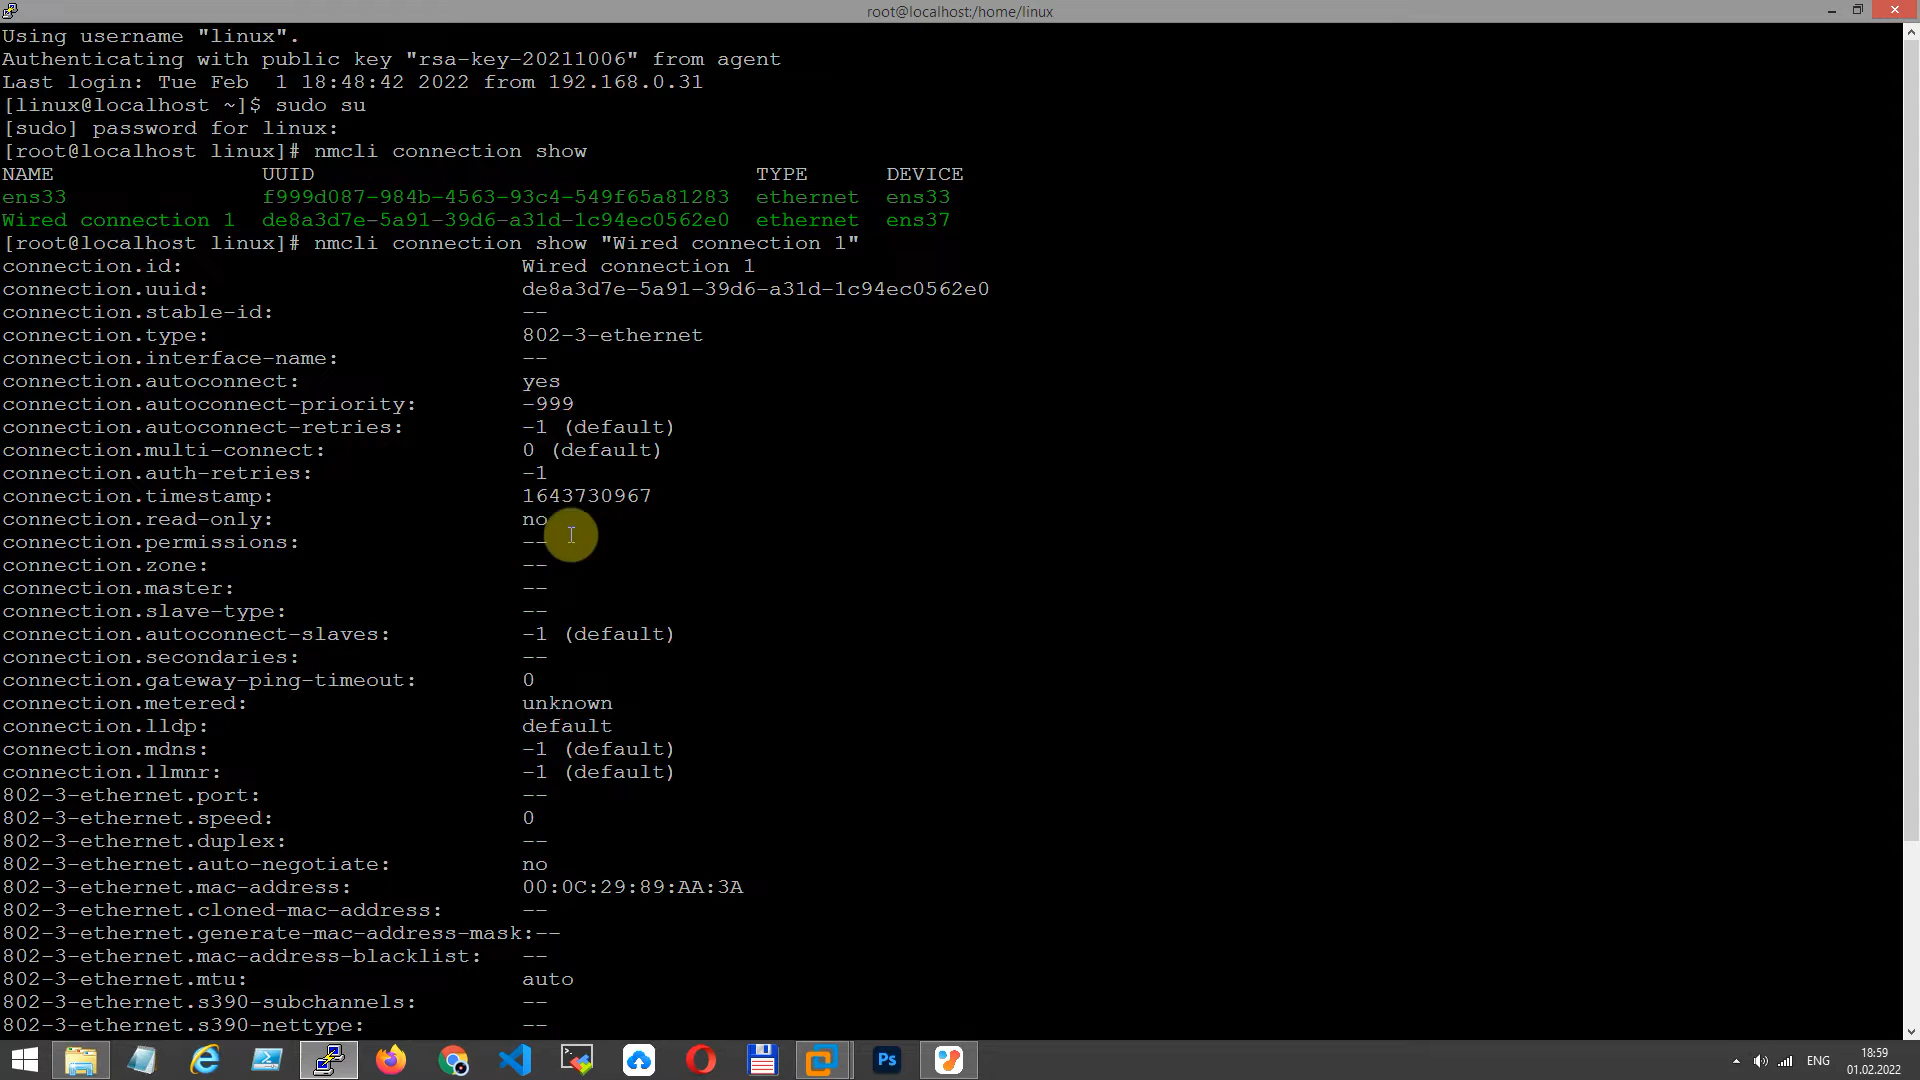 root@localhost:/home/linux
Using username "linux".
Authenticating with public key "rsa-key-20211006" from agent
Last login: Tue Feb  1 18:48:42 2022 from 192.168.0.31
[linux@localhost ~]$ sudo su
[sudo] password for linux:
[root@localhost linux]# nmcli connection show
NAME                UUID                                  TYPE      DEVICE
ens33               f999d087-984b-4563-93c4-549f65a81283  ethernet  ens33
Wired connection 1  de8a3d7e-5a91-39d6-a31d-1c94ec0562e0  ethernet  ens37
[root@localhost linux]# nmcli connection show "Wired connection 1"
connection.id:                          Wired connection 1
connection.uuid:                        de8a3d7e-5a91-39d6-a31d-1c94ec0562e0
connection.stable-id:                   --
connection.type:                        802-3-ethernet
connection.interface-name:              --
connection.autoconnect:                 yes
connection.autoconnect-priority:        -999
connection.autoconnect-retries:         -1 (default)
connection.multi-connect:               0 (default)
connection.auth-retries:                -1
connection.timestamp:                   1643730967
connection.read-only:                   no
connection.permissions:                 --
connection.zone:                        --
connection.master:                      --
connection.slave-type:                  --
connection.autoconnect-slaves:          -1 (default)
connection.secondaries:                 --
connection.gateway-ping-timeout:        0
connection.metered:                     unknown
connection.lldp:                        default
connection.mdns:                        -1 (default)
connection.llmnr:                       -1 (default)
802-3-ethernet.port:                    --
802-3-ethernet.speed:                   0
802-3-ethernet.duplex:                  --
802-3-ethernet.auto-negotiate:          no
802-3-ethernet.mac-address:             00:0C:29:89:AA:3A
802-3-ethernet.cloned-mac-address:      --
802-3-ethernet.generate-mac-address-mask:--
802-3-ethernet.mac-address-blacklist:   --
802-3-ethernet.mtu:                     auto
802-3-ethernet.s390-subchannels:        --
802-3-ethernet.s390-nettype:            --
Ps
ENG
18:59
01.02.2022